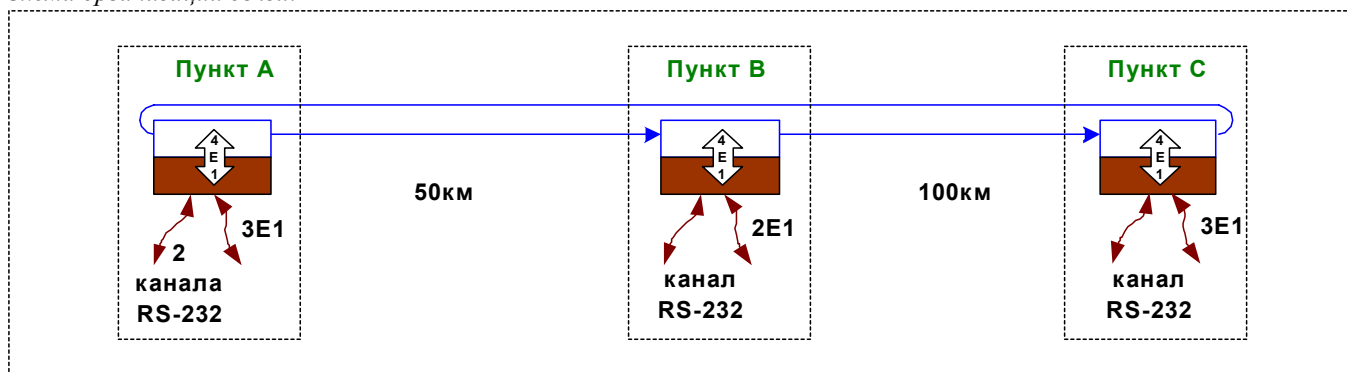 Пункт A
Пункт B
Пункт C
4
E
1
4
E
1
4
E
1
50км
100км
3E1
2
канала
RS-232
2E1
канал
RS-232
3E1
канал
RS-232